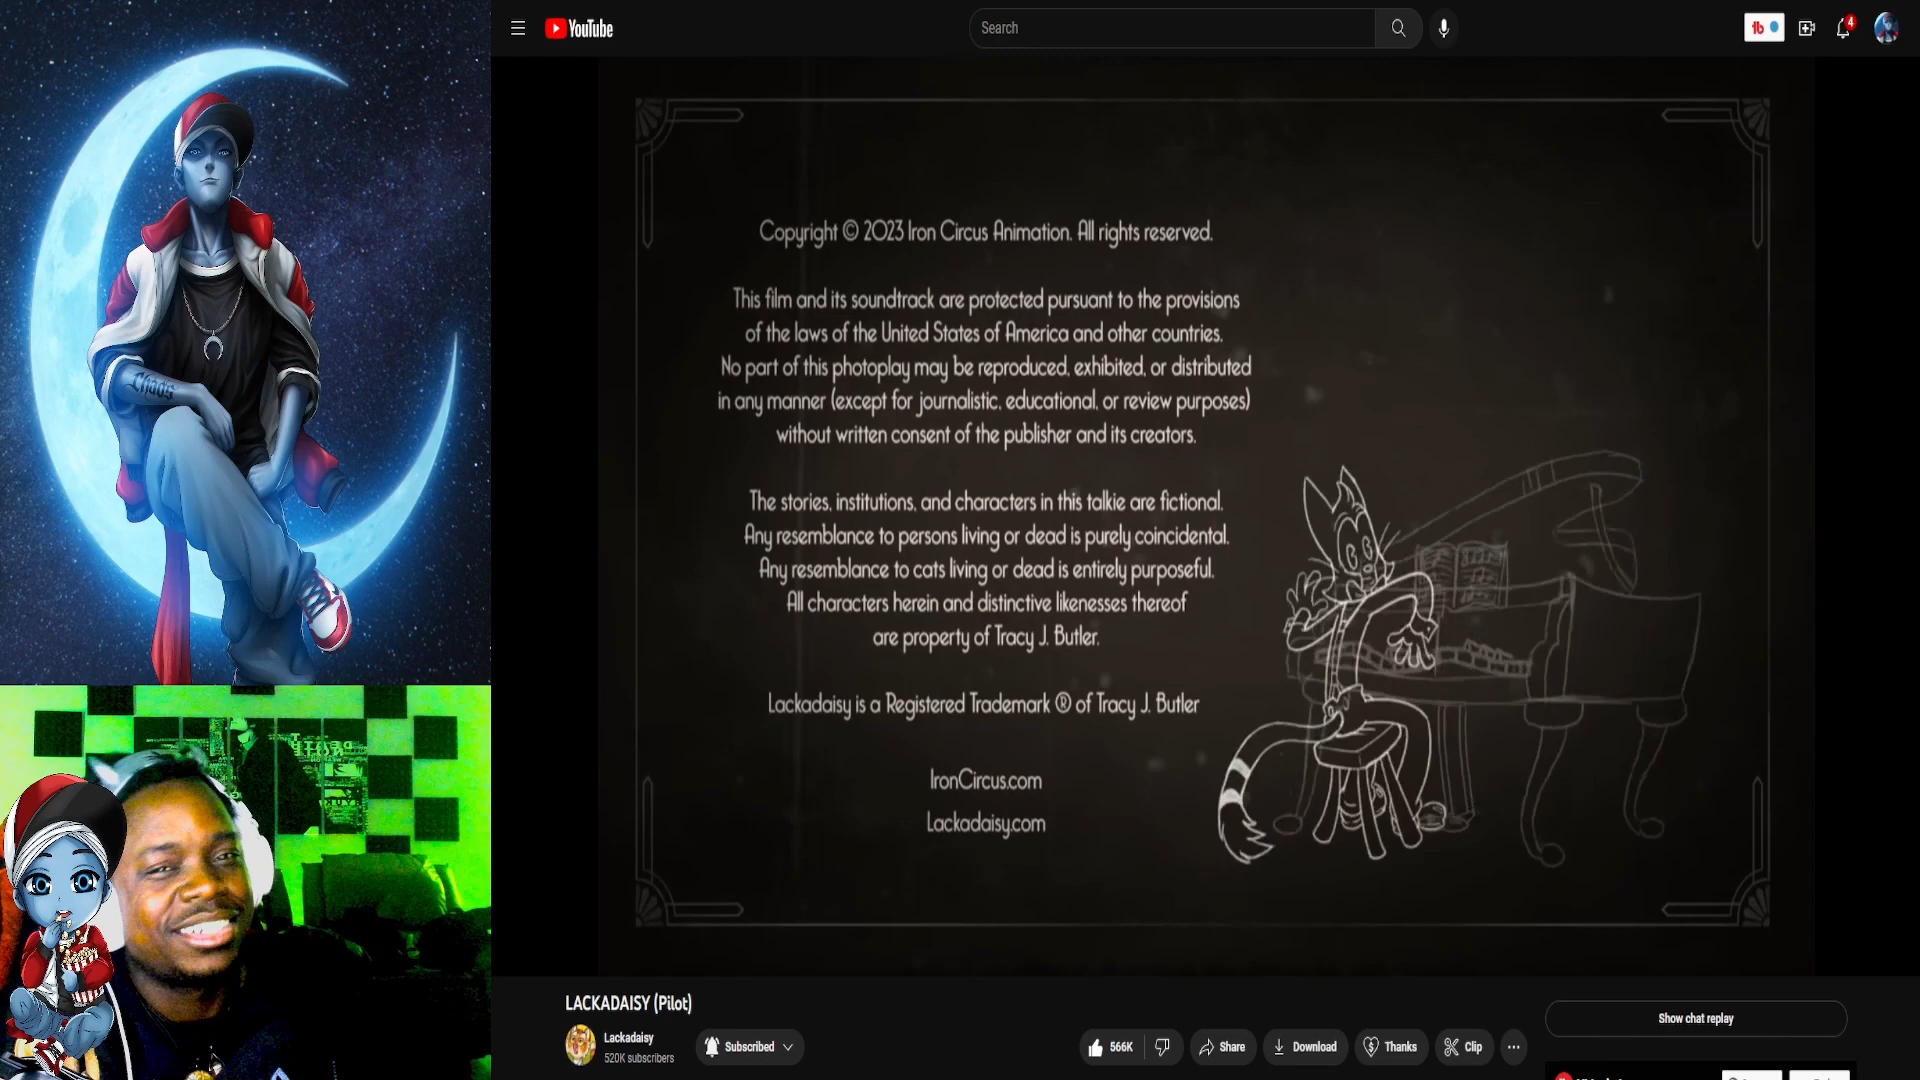 YouTube
Search
4
Chaos
Copyright © 2023 Iron Circus Animation. All rights reserved.
This film and its soundtrack are protected pursuant to the provisions
of the laws of the United States of America and other countries.
No part of this photoplay may be reproduced, exhibited, or distributed
in any manner (except for journalistic, educational, or review purposes)
without written consent of the publisher and its creators.
The stories, institutions, and characters in this talkie are fictional.
Any resemblance to persons living or dead is purely coincidental.
Any resemblance to cats living or dead is entirely purposeful.
All characters herein and distinctive likenesses thereof
are property of Tracy J. Butler.
Lackadaisy is a Registered Trademark ® of Tracy J. Butler
IronCircus.com
Lackadaisy.com
LACKADAISY (Pilot)
Lackadaisy
520K subscribers
Subscribed
566K
Share
Download
Thanks
Clip
Show chat replay